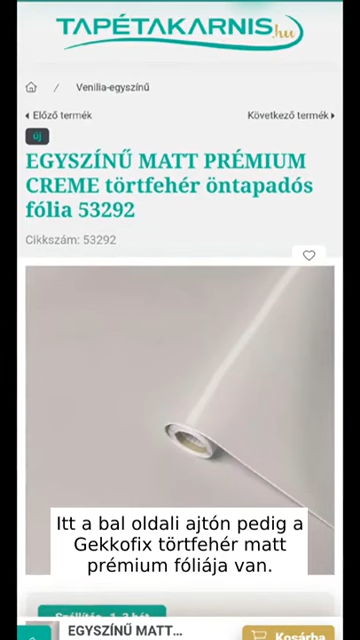 TAPÉTAKARNIS.hu
/ Venilia-egyszínű
Előző termék
Következő termék
új
EGYSZÍNŰ MATT PRÉMIUM
CREME törtfehér öntapadós
fólia 53292
Cikkszám: 53292
Itt a bal oldali ajtón pedig a
Gekkofix törtfehér matt
prémium fóliája van.
EGYSZÍNŰ MATT...
Kosárba